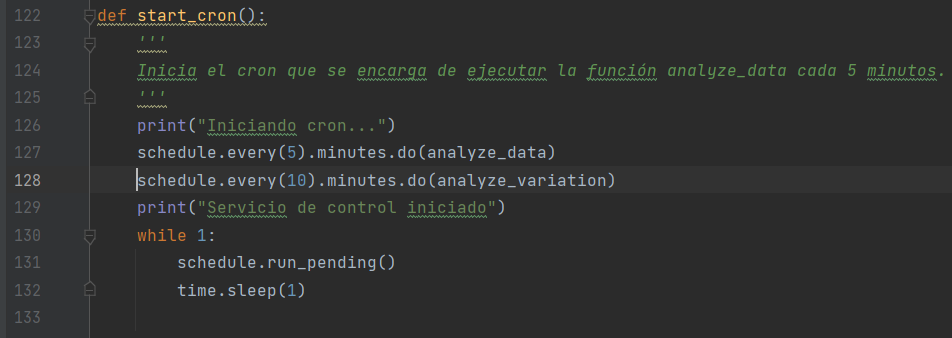 122 def start_cron():
123     '''
124     Inicia el cron que se encarga de ejecutar la función analyze_data cada 5 minutos.
125     '''
126     print("Iniciando cron...")
127     schedule.every(5).minutes.do(analyze_data)
128     schedule.every(10).minutes.do(analyze_variation)
129     print("Servicio de control iniciado")
130     while 1:
131         schedule.run_pending()
132         time.sleep(1)
133